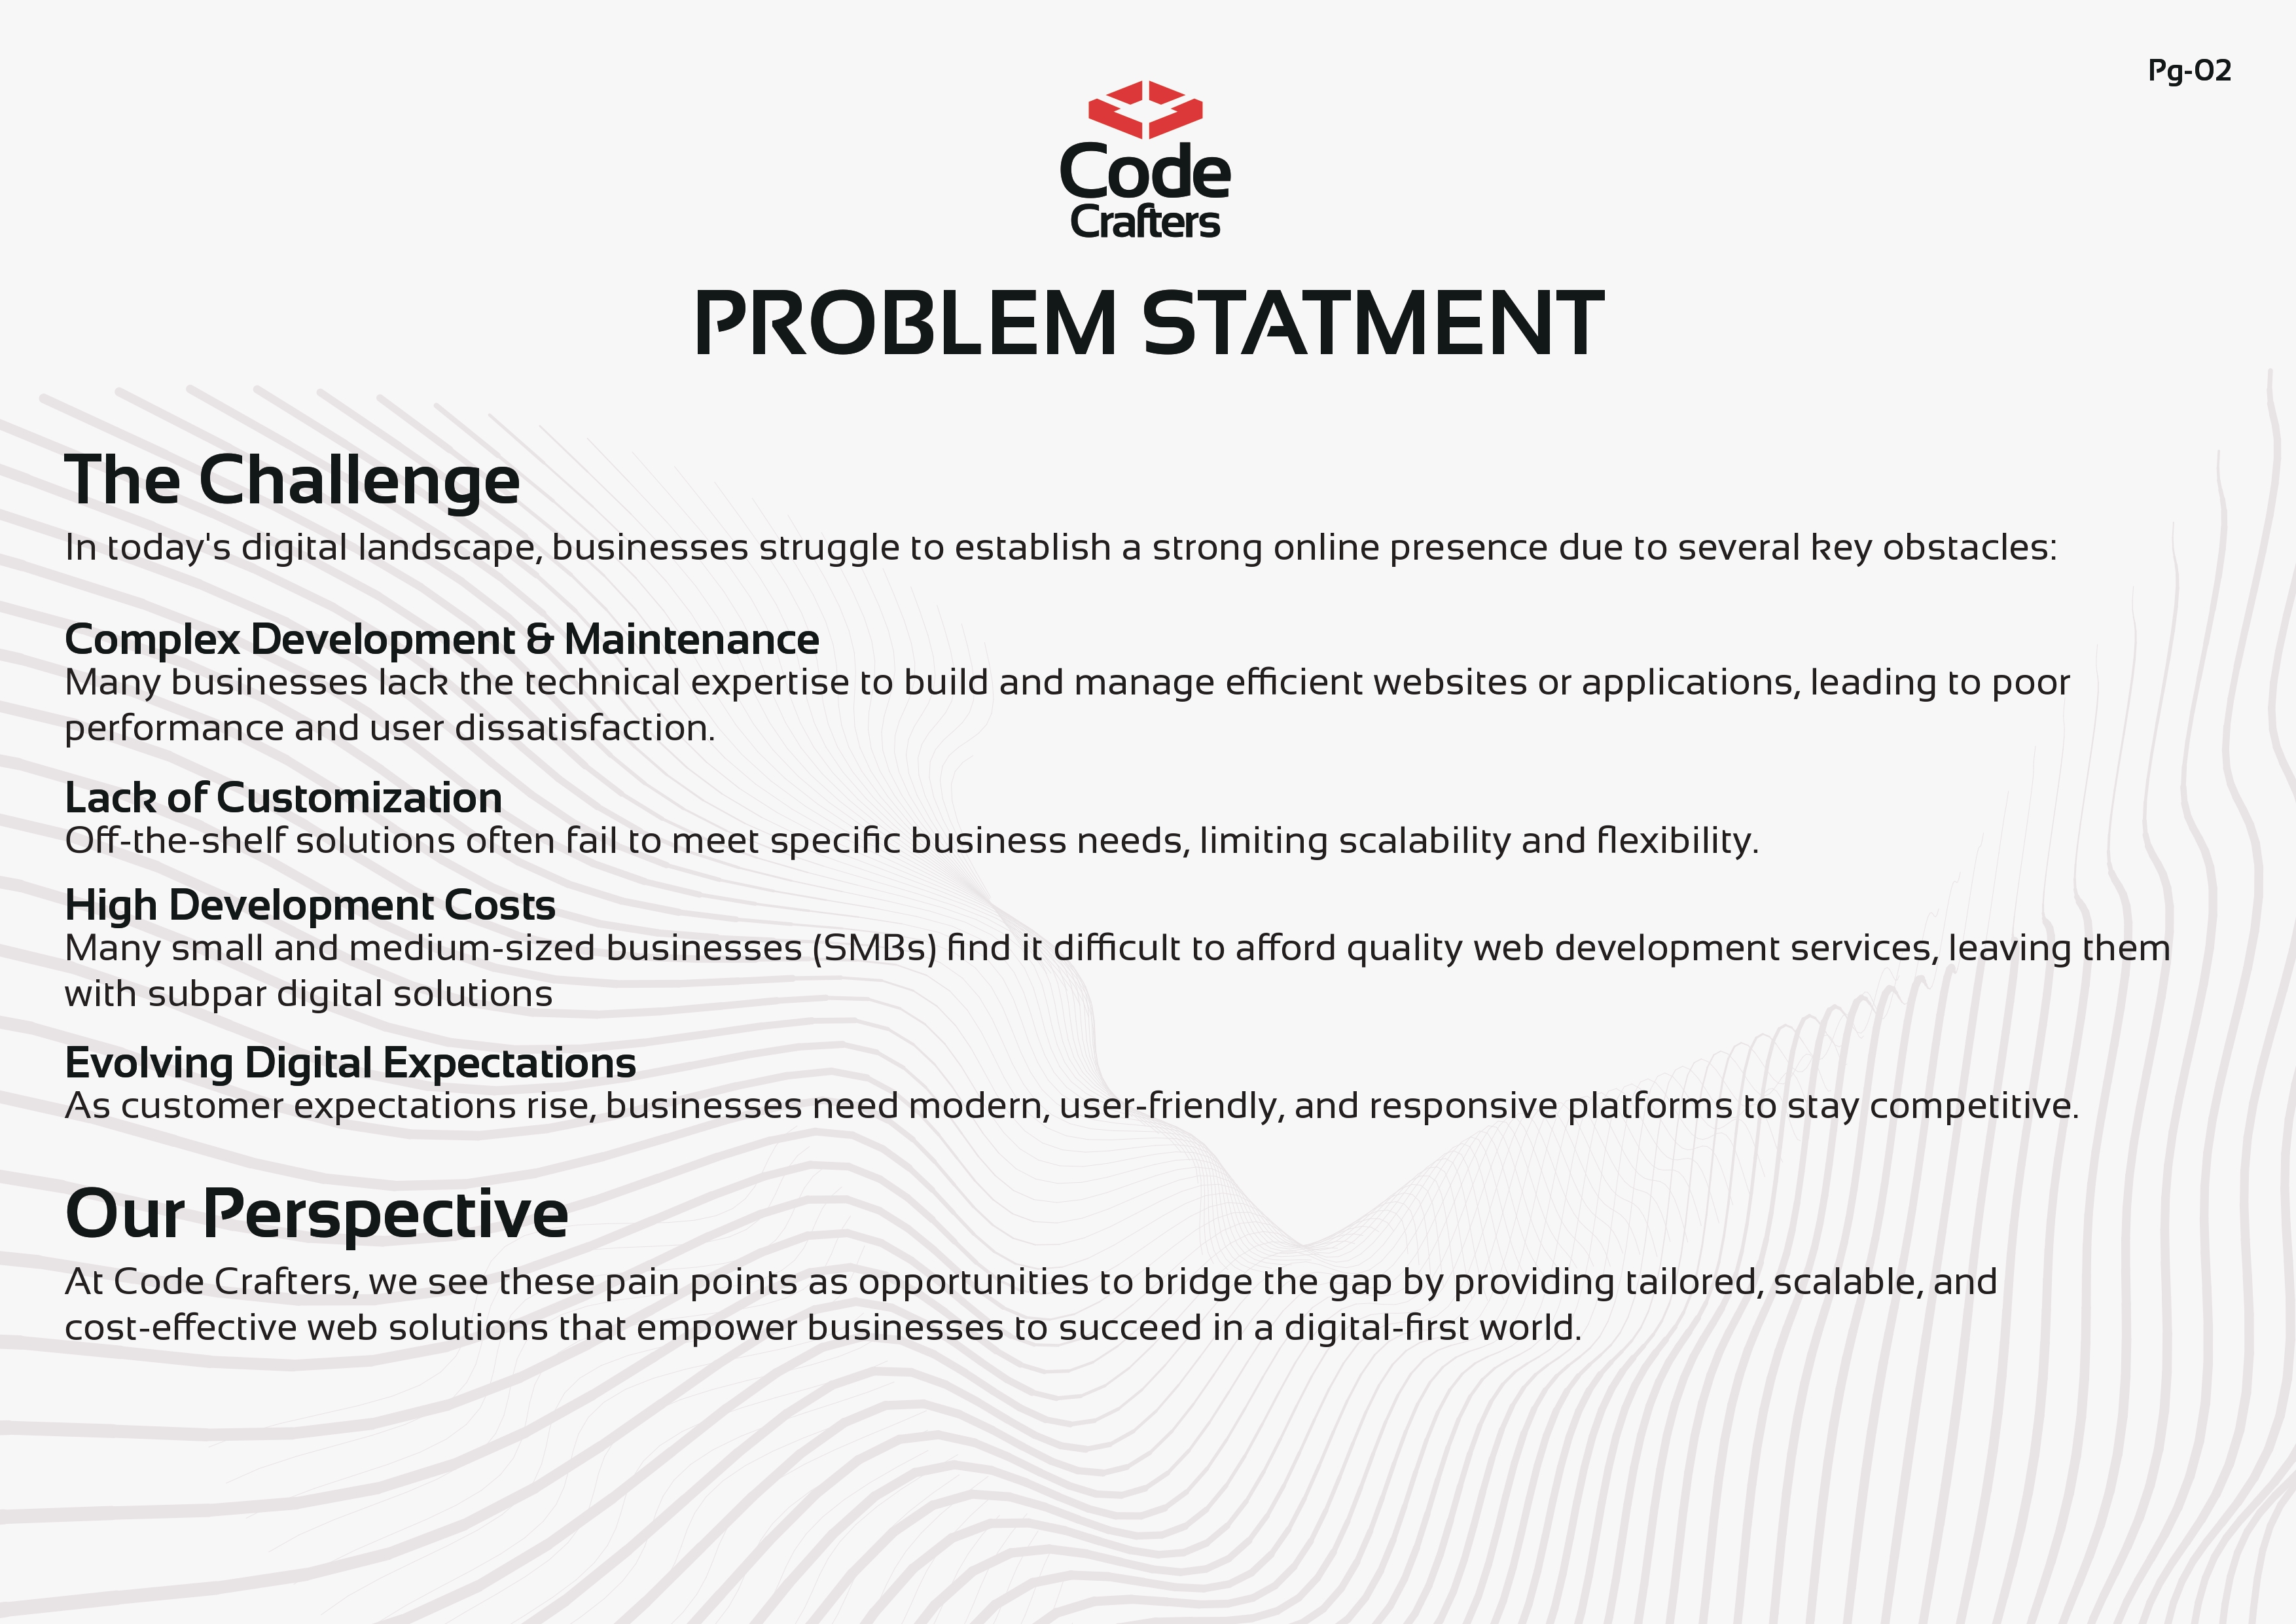 Pg-02
Code
Crafters
PROBLEM STATMENT
The Challenge
In today's digital landscape, businesses struggle to establish a strong online presence due to several key obstacles:
Complex Development & Maintenance
Many businesses lack the technical expertise to build and manage efficient websites or applications, leading to poor
performance and user dissatisfaction.
Lack of Customization
Off-the-shelf solutions often fail to meet specific business needs, limiting scalability and flexibility.
High Development Costs
Many small and medium-sized businesses (SMBs) find it difficult to afford quality web development services, leaving them
with subpar digital solutions
Evolving Digital Expectations
As customer expectations rise, businesses need modern, user-friendly, and responsive platforms to stay competitive.
Our Perspective
At Code Crafters, we see these pain points as opportunities to bridge the gap by providing tailored, scalable, and
cost-effective web solutions that empower businesses to succeed in a digital-first world.